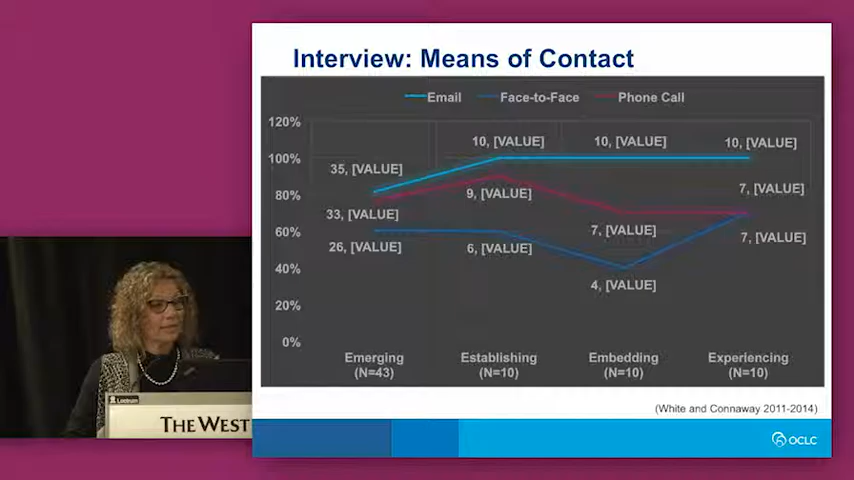 Interview: Means of Contact
Email Face-to-Face Phone Call
120%
100%
80%
60%
40%
20%
0%
10, [VALUE] 10, [VALUE] 10, [VALUE]
35, [VALUE]
7, [VALUE]
9, [VALUE]
33, [VALUE]
7, [VALUE]
7, [VALUE]
26, [VALUE] 6, [VALUE]
4, [VALUE]
Emerging Establishing Embedding Experiencing
(N=43) (N=10) (N=10) (N=10)
(White and Connaway 2011-2014)
OCLC
Lectrum
THE WEST